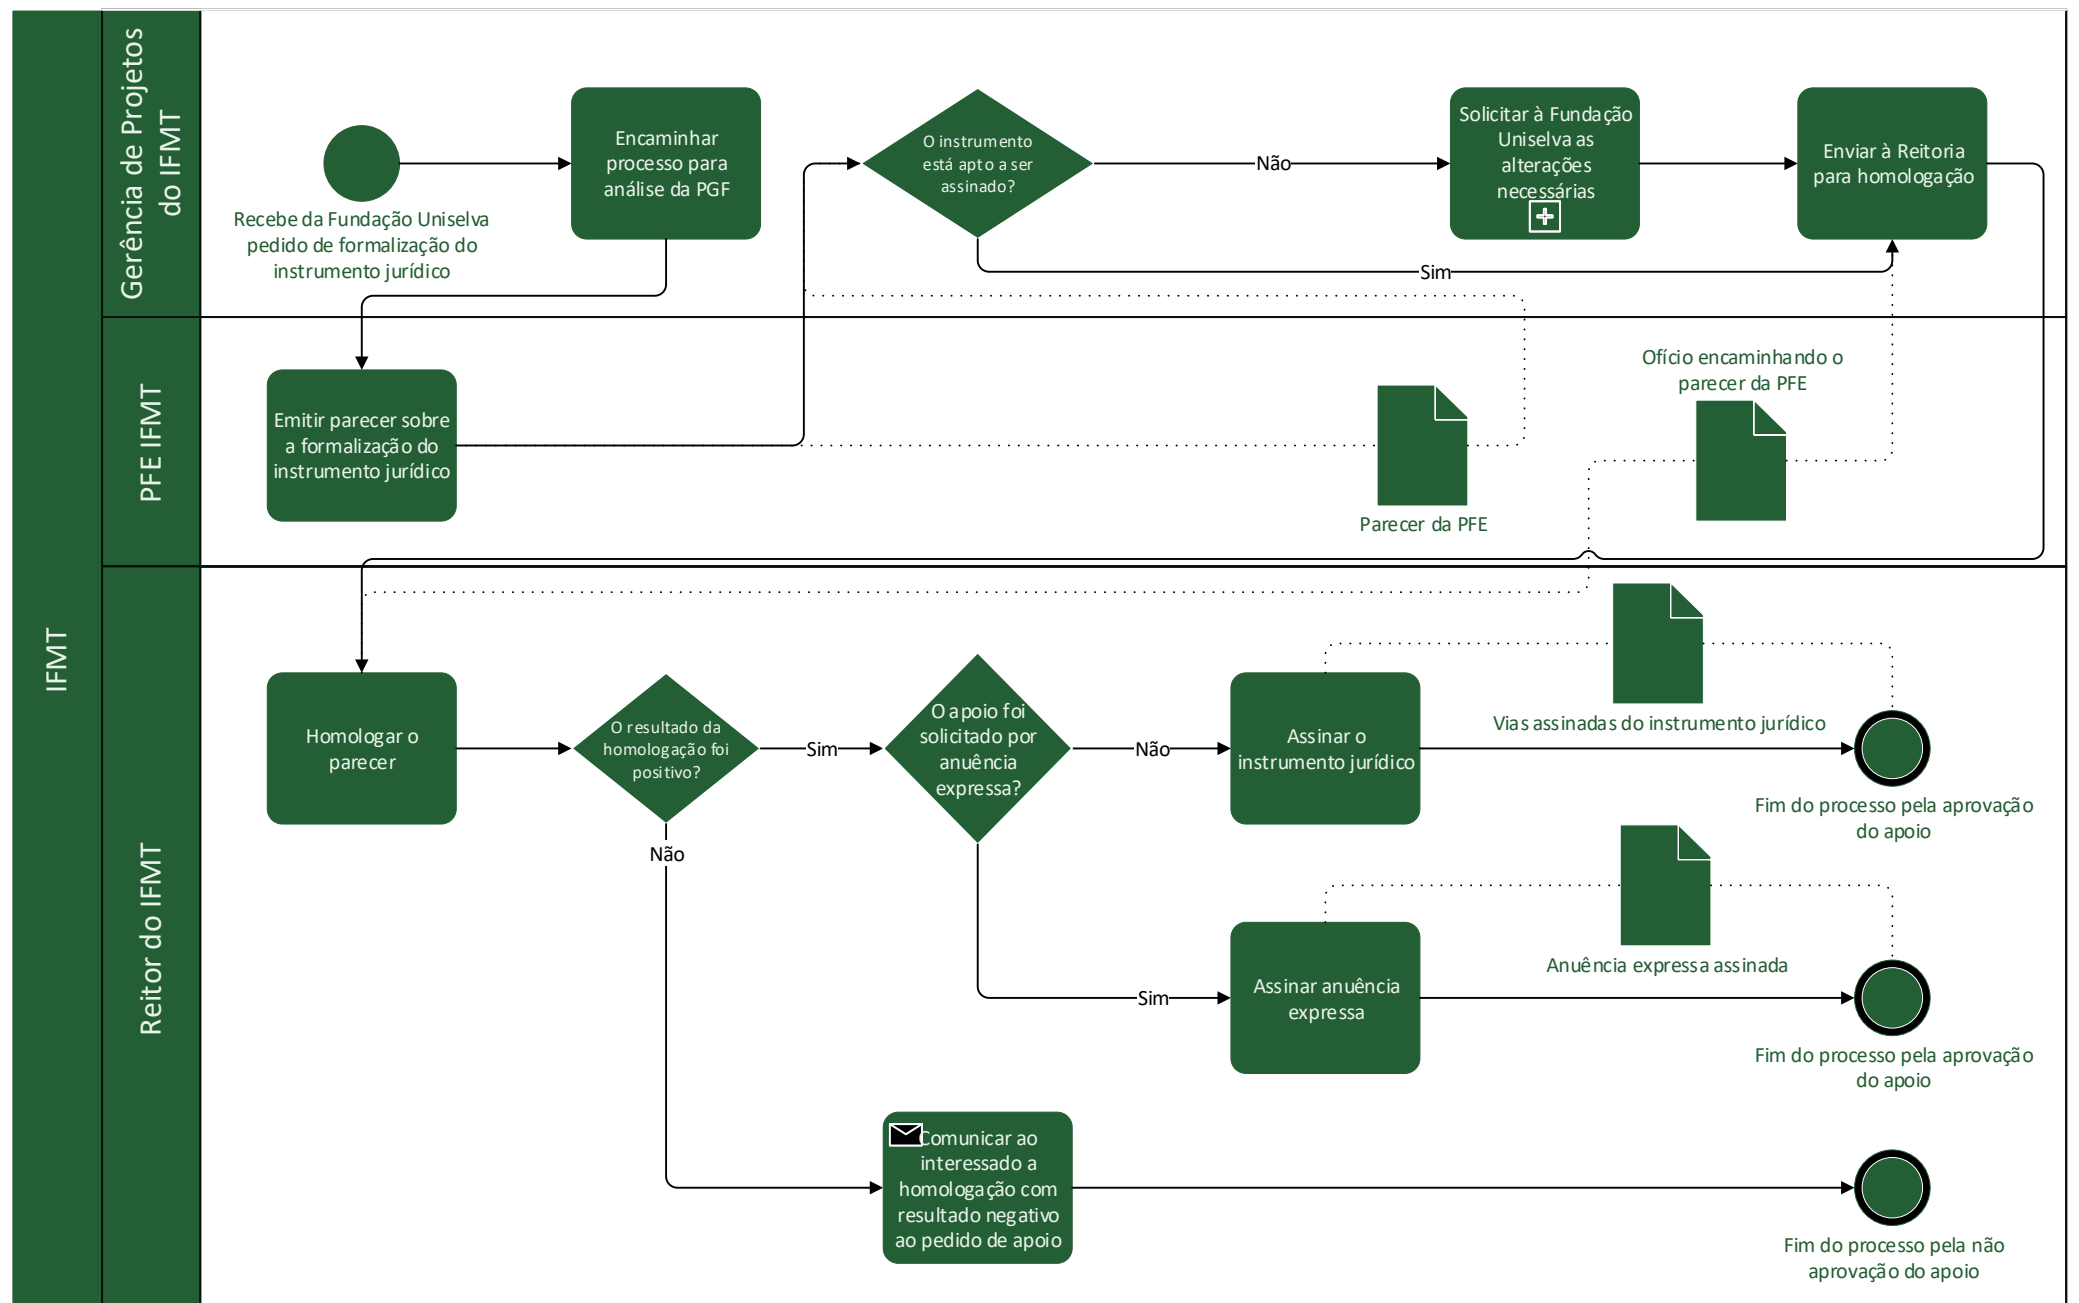 IFMT
Gerência de Projetos
do IFMT
Recebe da Fundação Uniselva
pedido de formalização do
instrumento jurídico
Encaminhar
processo para
análise da PGF
O instrumento
está apto a ser
assinado?
Não
Sim
Solicitar à Fundação
Uniselva as
alterações
necessárias
Enviar à Reitoria
para homologação
PFE IFMT
Emitir parecer sobre
a formalização do
instrumento jurídico
Parecer da PFE
Ofício encaminhando o
parecer da PFE
Reitor do IFMT
Homologar o
parecer
O resultado da
homologação foi
positivo?
Sim
Não
O apoio foi
solicitado por
anuência
expressa?
Não
Sim
Assinar o
instrumento jurídico
Vias assinadas do instrumento jurídico
Fim do processo pela aprovação
do apoio
Assinar anuência
expressa
Anuência expressa assinada
Fim do processo pela aprovação
do apoio
Comunicar ao
interessado a
homologação com
resultado negativo
ao pedido de apoio
Fim do processo pela não
aprovação do apoio